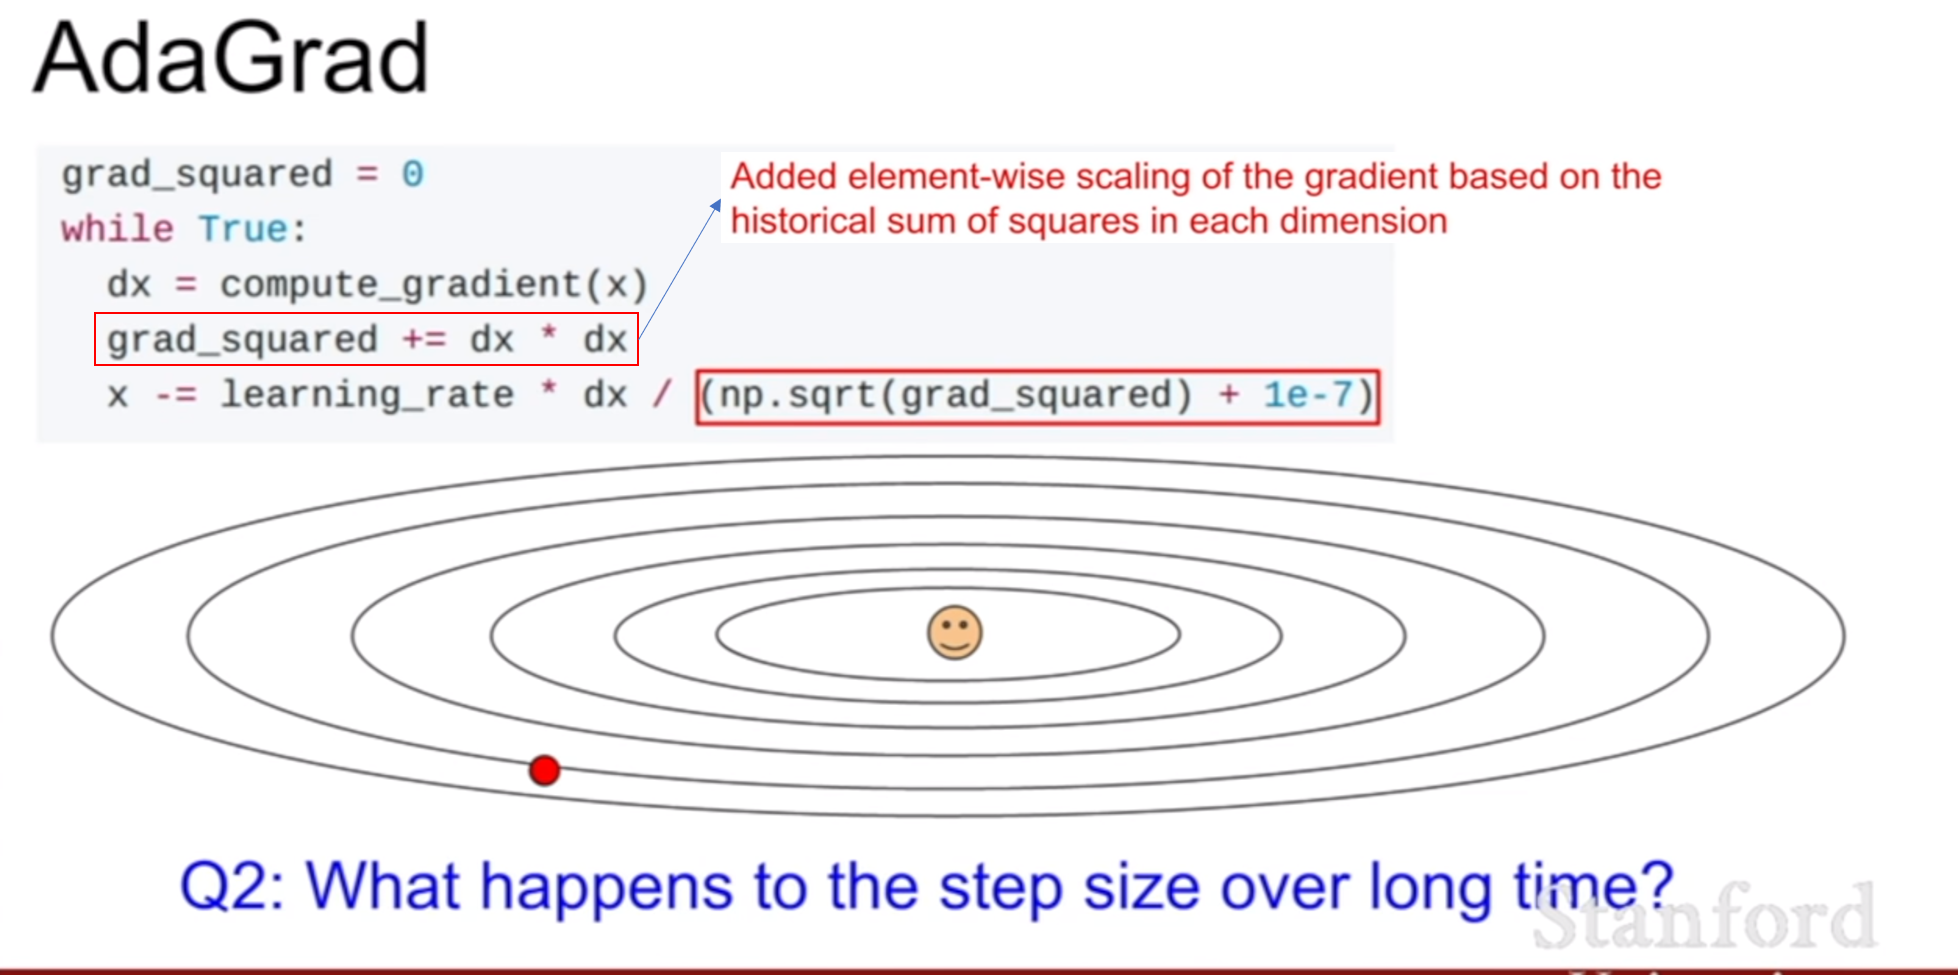 AdaGrad
grad_squared = 0
while True:
dx = compute_gradient(x)
grad_squared += dx * dx
x -= learning_rate * dx / (np.sqrt(grad_squared) + 1e-7)
Added element-wise scaling of the gradient based on the
historical sum of squares in each dimension
Q2: What happens to the step size over long time?
Stanford